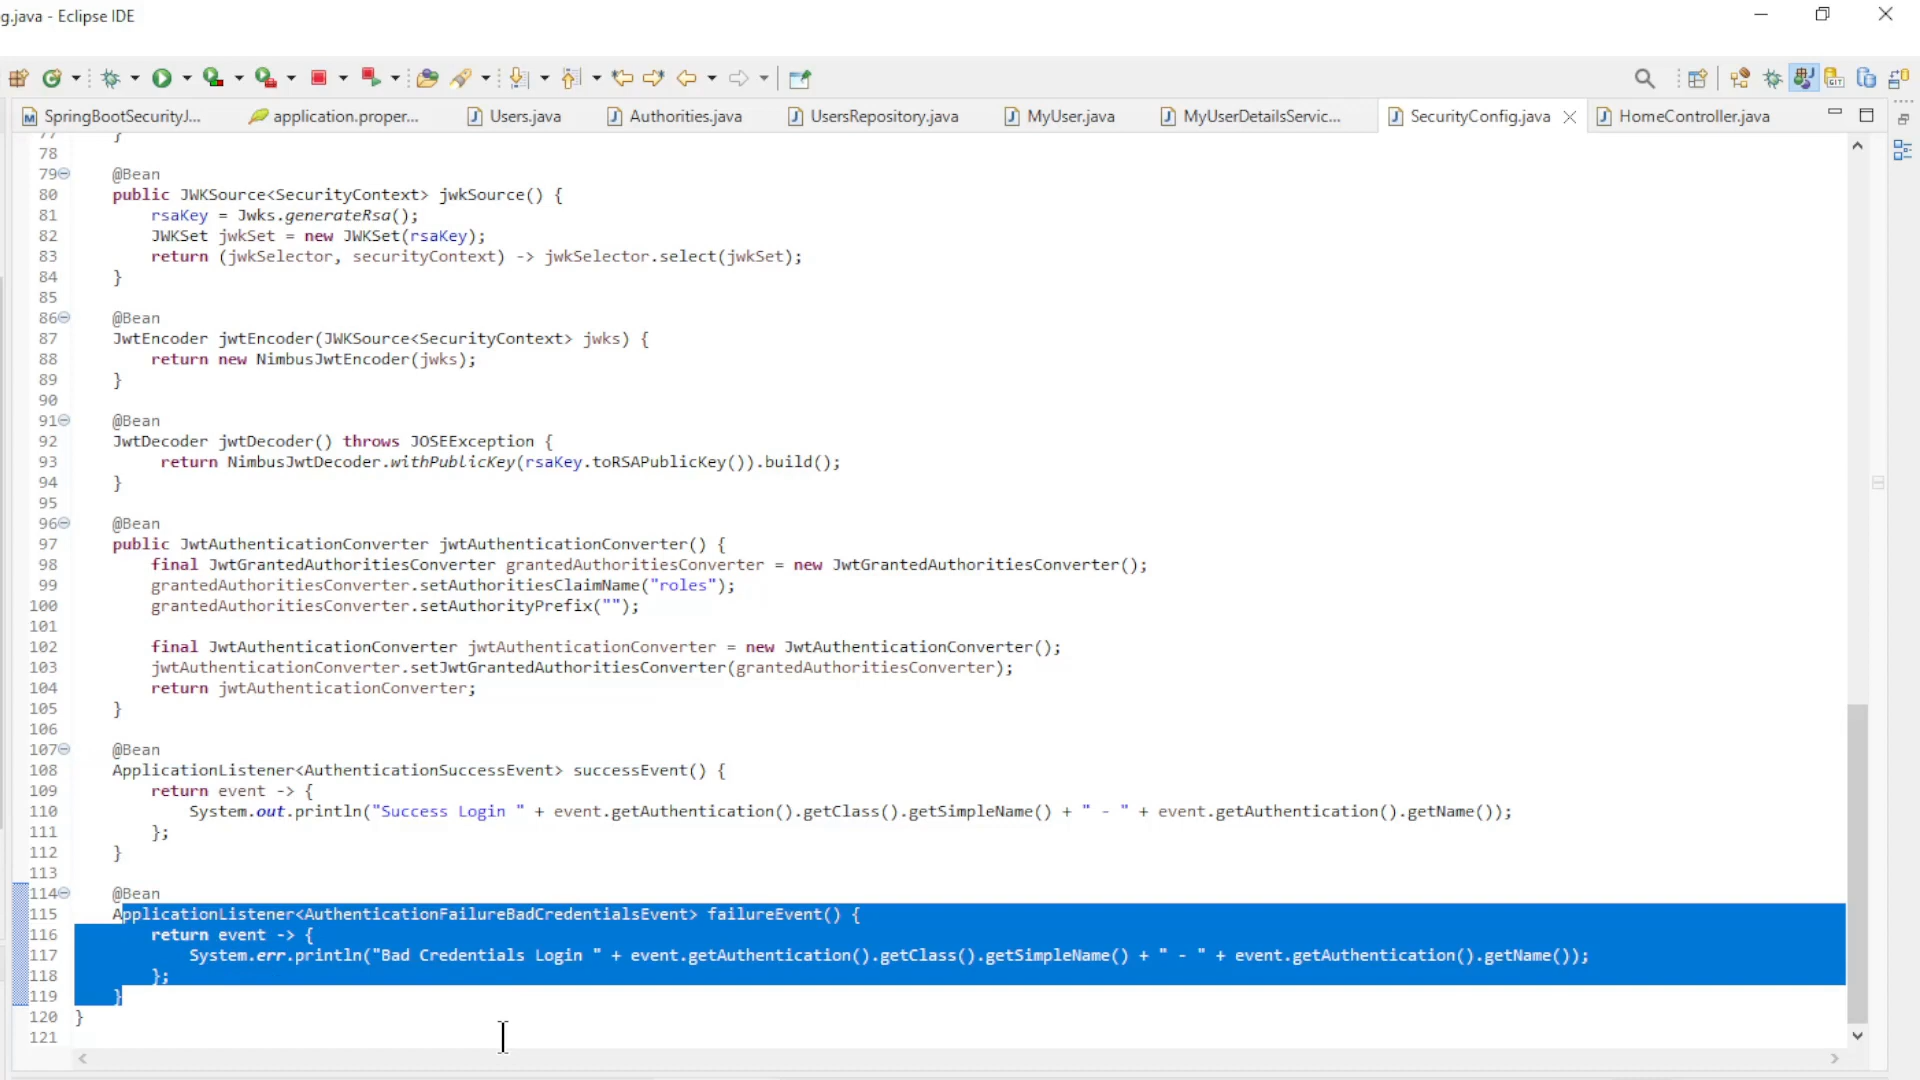 g.java - Eclipse IDE
SpringBootSecurityJ...
application.proper...
Users.java
Authorities.java
UsersRepository.java
MyUser.java
MyUserDetailsServic...
SecurityConfig.java
HomeController.java
77 }
78
79 @Bean
80 public JWKSource<SecurityContext> jwkSource() {
81 rsaKey = Jwks.generateRsa();
82 JWKSet jwkSet = new JWKSet(rsaKey);
83 return (jwkSelector, securityContext) -> jwkSelector.select(jwkSet);
84 }
85
86 @Bean
87 JwtEncoder jwtEncoder(JWKSource<SecurityContext> jwks) {
88 return new NimbusJwtEncoder(jwks);
89 }
90
91 @Bean
92 JwtDecoder jwtDecoder() throws JOSEException {
93 return NimbusJwtDecoder.withPublicKey(rsaKey.toRSAPublicKey()).build();
94 }
95
96 @Bean
97 public JwtAuthenticationConverter jwtAuthenticationConverter() {
98 final JwtGrantedAuthoritiesConverter grantedAuthoritiesConverter = new JwtGrantedAuthoritiesConverter();
99 grantedAuthoritiesConverter.setAuthoritiesClaimName("roles");
100 grantedAuthoritiesConverter.setAuthorityPrefix("");
101
102 final JwtAuthenticationConverter jwtAuthenticationConverter = new JwtAuthenticationConverter();
103 jwtAuthenticationConverter.setJwtGrantedAuthoritiesConverter(grantedAuthoritiesConverter);
104 return jwtAuthenticationConverter;
105 }
106
107 @Bean
108 ApplicationListener<AuthenticationSuccessEvent> successEvent() {
109 return event -> {
110 System.out.println("Success Login " + event.getAuthentication().getClass().getSimpleName() + " - " + event.getAuthentication().getName());
111 };
112 }
113
114 @Bean
115 ApplicationListener<AuthenticationFailureBadCredentialsEvent> failureEvent() {
116 return event -> {
117 System.err.println("Bad Credentials Login " + event.getAuthentication().getClass().getSimpleName() + " - " + event.getAuthentication().getName());
118 };
119 }
120 }
121